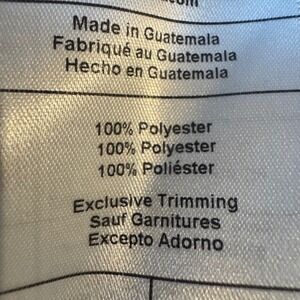 Made in Guatemala
Fabriqué au Guatemala
Hecho en Guatemala
100% Polyester
100% Polyester
100% Poliéster
Exclusive Trimming
Sauf Garnitures
Excepto Adorno